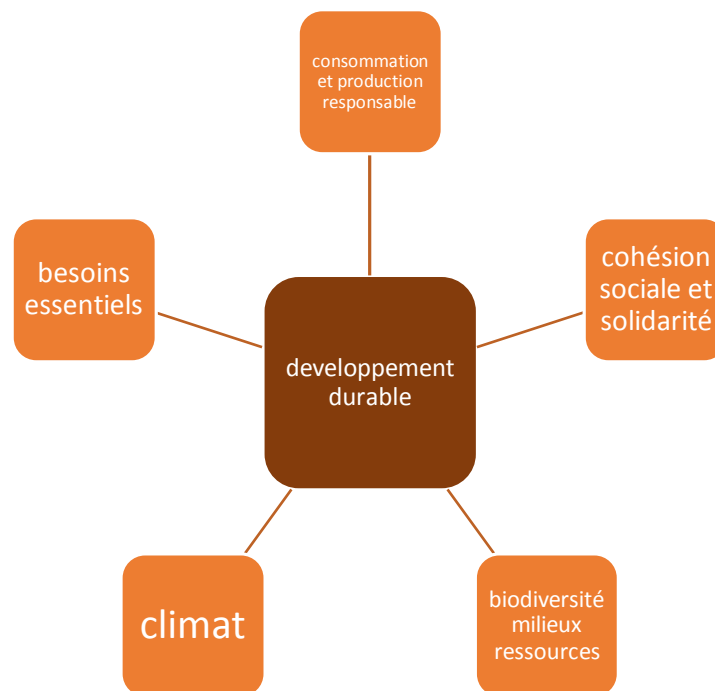 consommation
et production
responsable
besoins
essentiels
cohésion
sociale et
solidarité
developpement
durable
climat
biodiversité
milieux
ressources